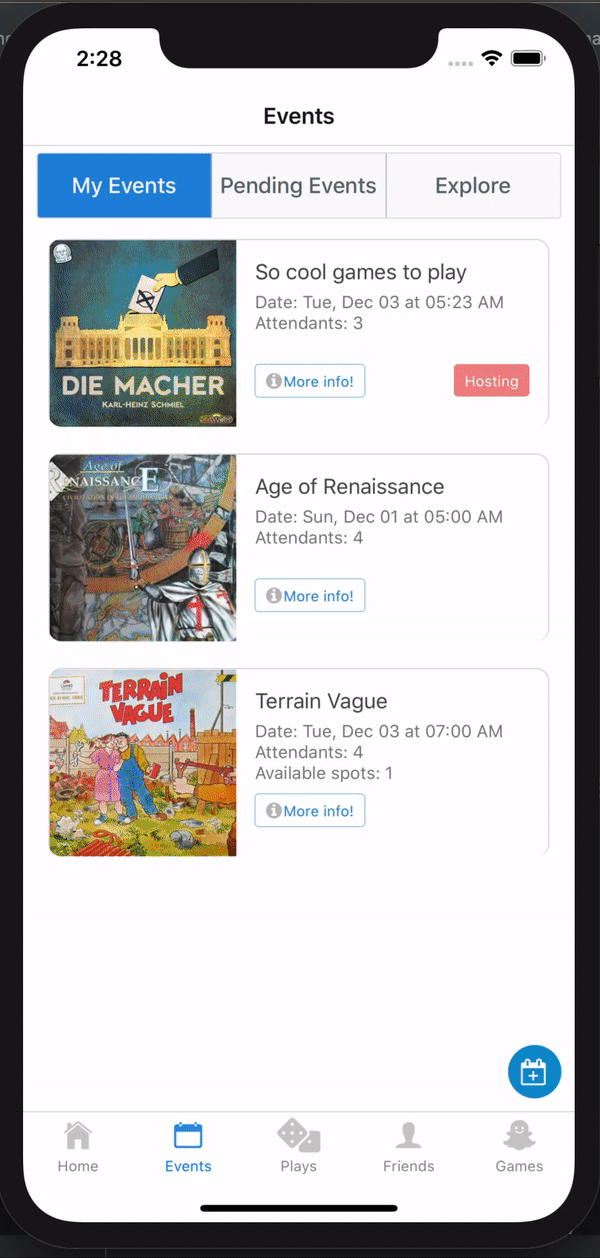 2:28
Events
My Events
Pending Events
Explore
DIE MACHER
KARL-HEINZ SCHMIEL
So cool games to play
Date: Tue, Dec 03 at 05:23 AM
Attendants: 3
More info!
Hosting
Age of
RENAISSANCE
Age of Renaissance
Date: Sun, Dec 01 at 05:00 AM
Attendants: 4
More info!
TERRAIN
VAGUE
Terrain Vague
Date: Tue, Dec 03 at 07:00 AM
Attendants: 4
Available spots: 1
More info!
Home
Events
Plays
Friends
Games